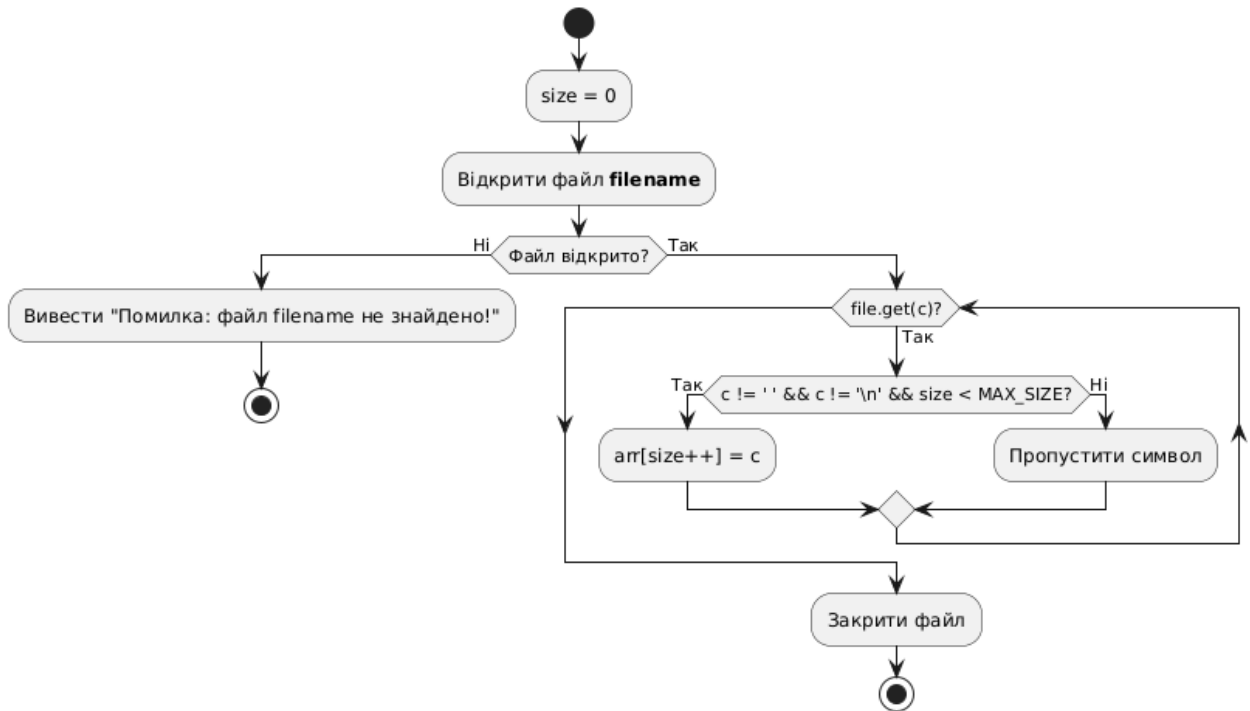 size = 0
Відкрити файл filename
Файл відкрито?
Ні
Так
Вивести "Помилка: файл filename не знайдено!"
file.get(c)?
Так
c != ' ' && c != '\n' && size < MAX_SIZE?
Так
Ні
arr[size++] = c
Пропустити символ
Закрити файл